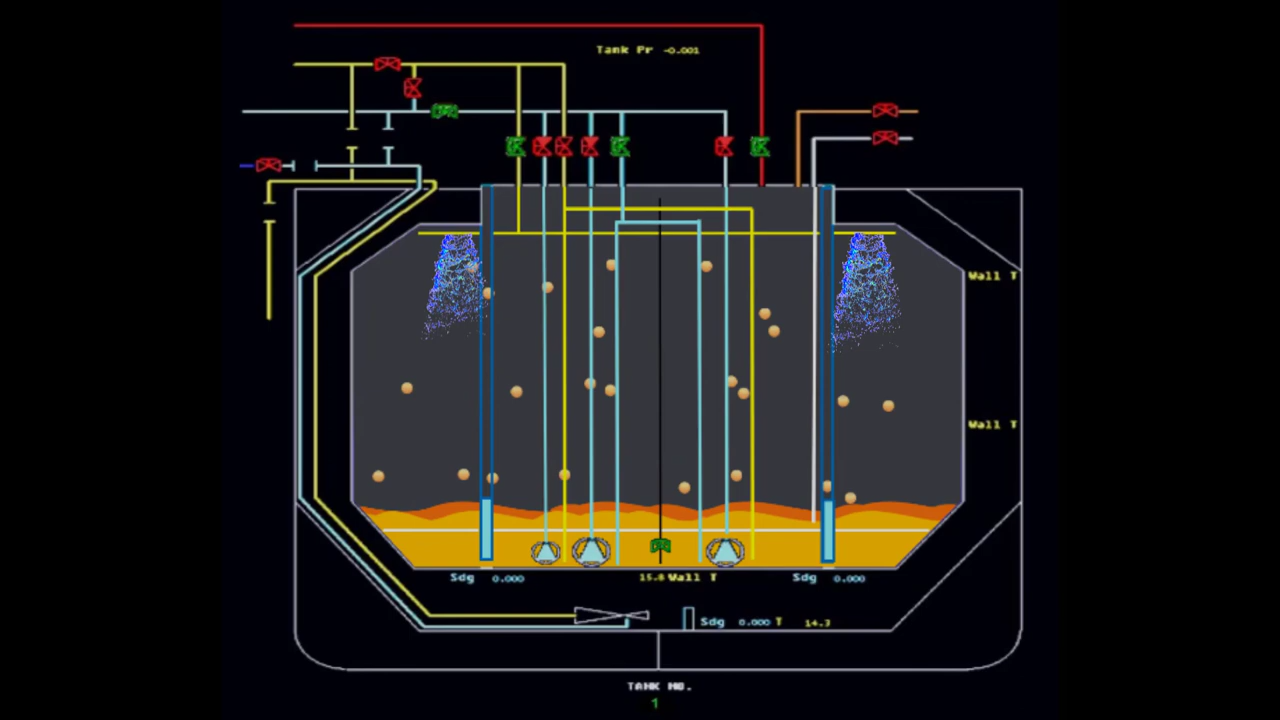 Tank Pr -0.001
Wall T
Wall T
Sdg 0.000
15.8 Wall T
Sdg 0.000
Sdg 0.000 T 14.3
TANK NO.
1